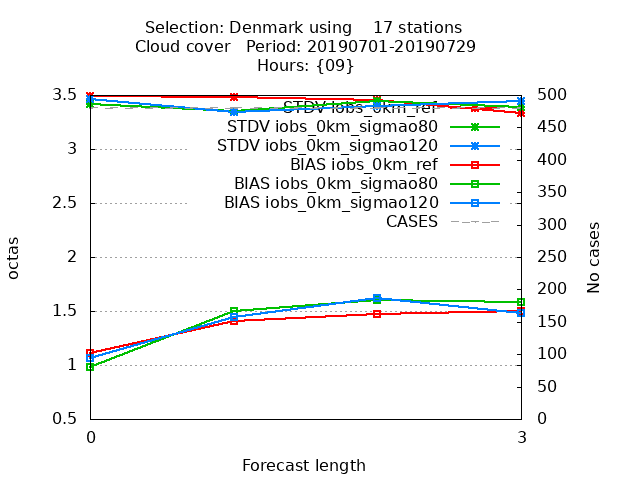 Selection: Denmark using 17 stations
Cloud cover Period: 20190701-20190729
Hours: {09}
3.5
3
2.5
2
1.5
1
0.5
octas
500
450
400
350
300
250
200
150
100
50
0
No cases
STDV iobs_0km_ref
STDV iobs_0km_sigmao80
STDV iobs_0km_sigmao120
BIAS iobs_0km_ref
BIAS iobs_0km_sigmao80
BIAS iobs_0km_sigmao120
CASES
0 3
Forecast length